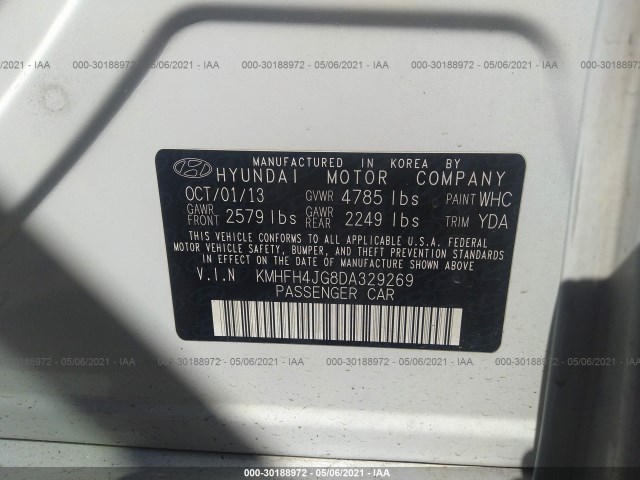 05/06/2021 - IAA 000-30188972 - 05/06/2021 - IAA 000-30188972 - 05/06/2021 - IAA 000-30188972 - 05/06/2021 - IAA
MANUFACTURED IN KOREA BY
HYUNDAI MOTOR COMPANY
OCT/01/13 GVWR 4785 lbs PAINT WHC
GAWR FRONT 2579 lbs GAWR REAR 2249 lbs TRIM YDA
THIS VEHICLE CONFORMS TO ALL APPLICABLE U.S.A. FEDERAL
MOTOR VEHICLE SAFETY, BUMPER, AND THEFT PREVENTION STANDARDS
IN EFFECT ON THE DATE OF MANUFACTURE SHOWN ABOVE.
V.I.N KMHFH4JG8DA329269
PASSENGER CAR
05/06/2021 - IAA 000-30188972 - 05/06/2021 - IAA 000-30188972 - 05/06/2021 - IAA 000-30188972 - 05/06/2021 - IAA
000-30188972 - 05/06/2021 - IAA